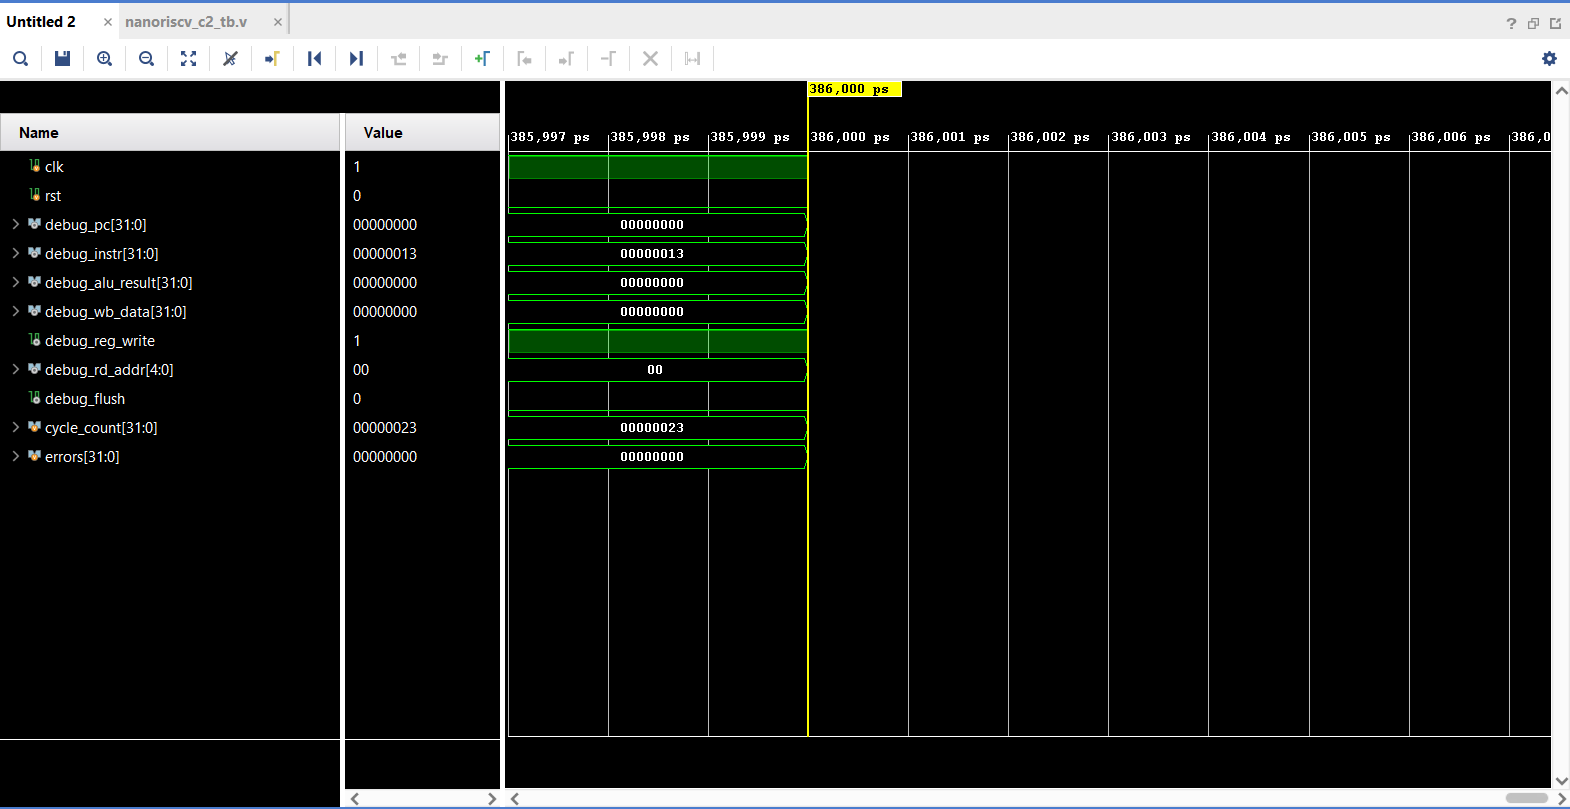 Untitled 2 × nanoriscv_c2_tb.v ×
386,000 ps
Name Value
385,997 ps 385,998 ps 385,999 ps 386,000 ps 386,001 ps 386,002 ps 386,003 ps 386,004 ps 386,005 ps 386,006 ps 386,0
clk 1
rst 0
debug_pc[31:0] 00000000 00000000
debug_instr[31:0] 00000013 00000013
debug_alu_result[31:0] 00000000 00000000
debug_wb_data[31:0] 00000000 00000000
debug_reg_write 1
debug_rd_addr[4:0] 00 00
debug_flush 0
cycle_count[31:0] 00000023 00000023
errors[31:0] 00000000 00000000